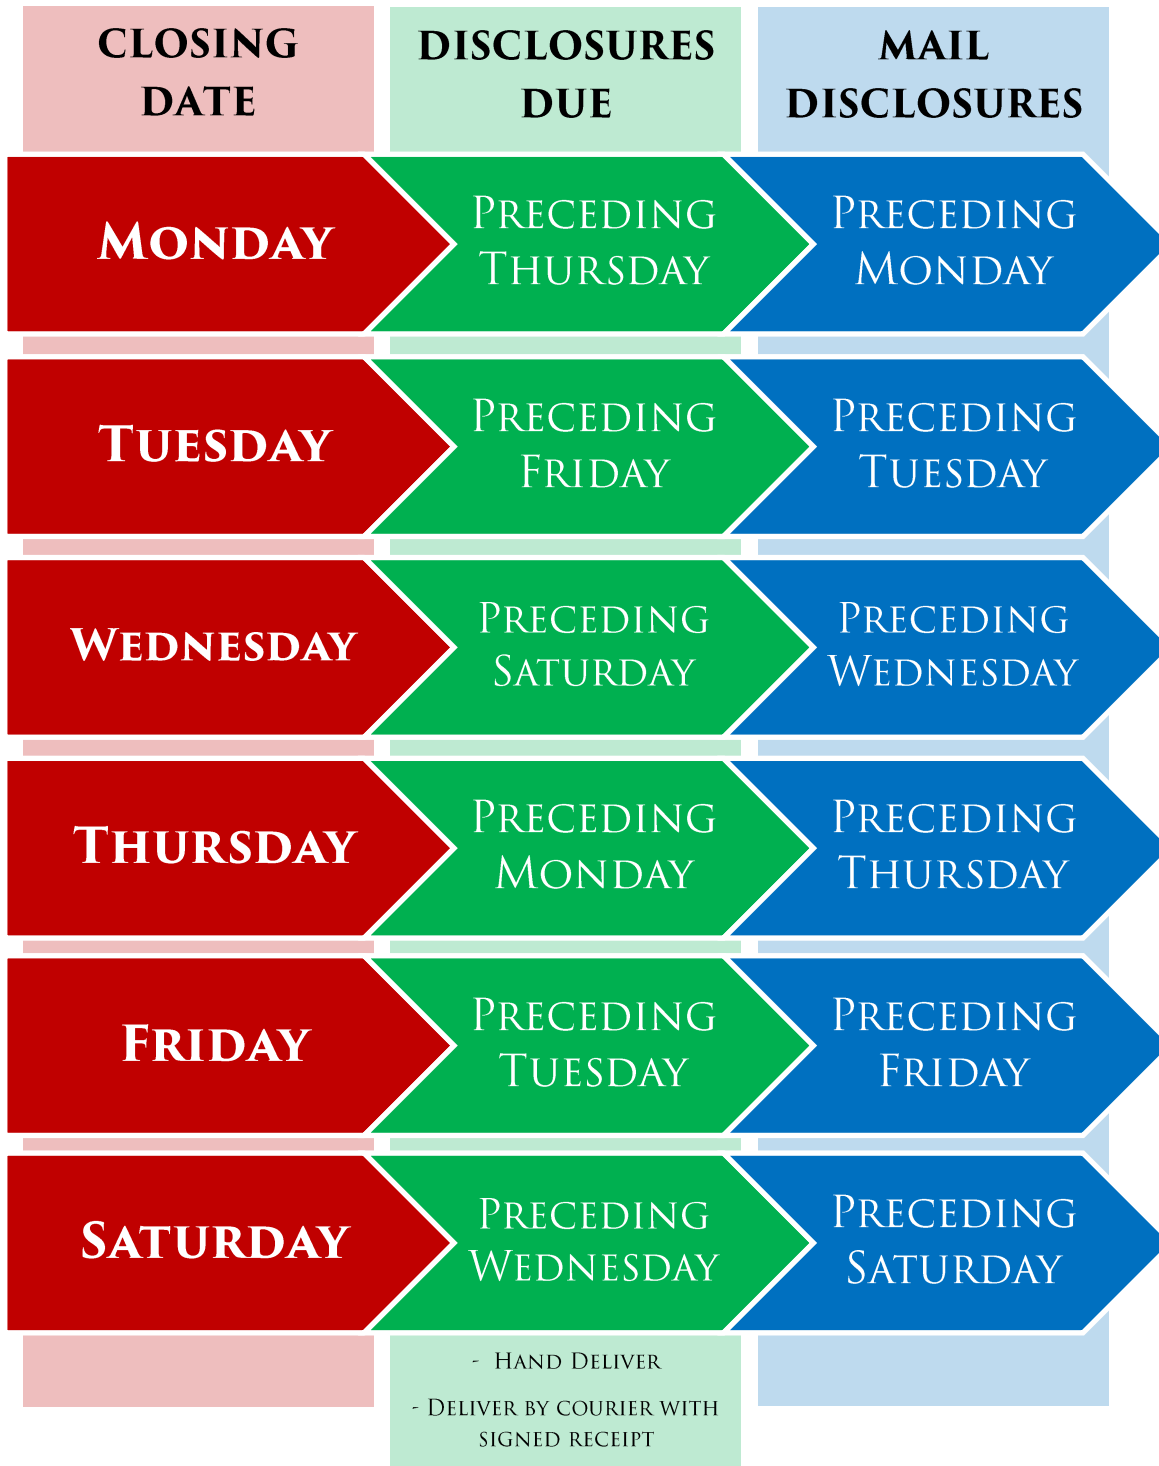 CLOSING
DATE
DISCLOSURES
DUE
MAIL
DISCLOSURES
MONDAY
PRECEDING
THURSDAY
PRECEDING
MONDAY
TUESDAY
PRECEDING
FRIDAY
PRECEDING
TUESDAY
WEDNESDAY
PRECEDING
SATURDAY
PRECEDING
WEDNESDAY
THURSDAY
PRECEDING
MONDAY
PRECEDING
THURSDAY
FRIDAY
PRECEDING
TUESDAY
PRECEDING
FRIDAY
SATURDAY
PRECEDING
WEDNESDAY
PRECEDING
SATURDAY
- HAND DELIVER
- DELIVER BY COURIER WITH
SIGNED RECEIPT